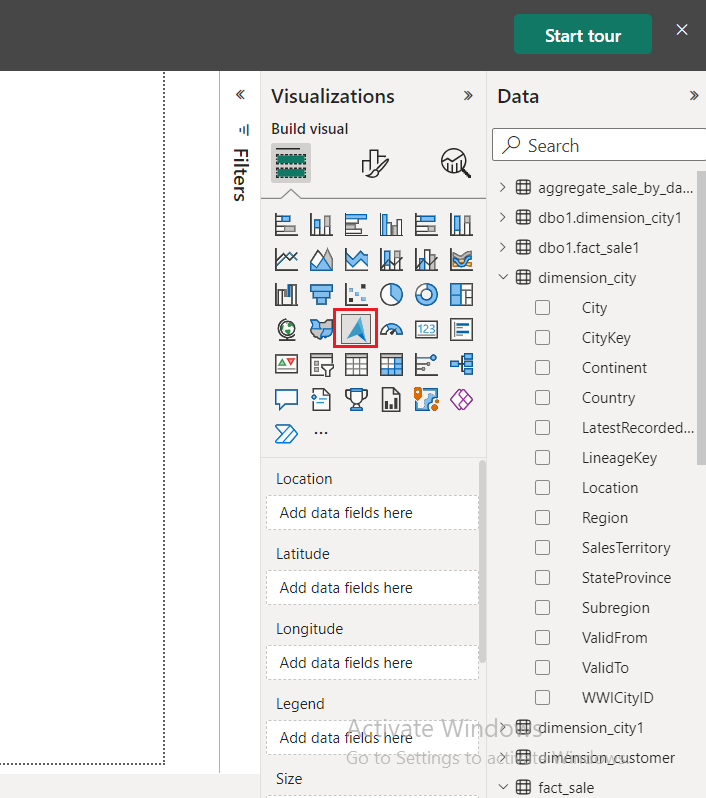 Start tour
Filters
Visualizations
Build visual
123
Location
Add data fields here
Latitude
Add data fields here
Longitude
Add data fields here
Legend
Add data fields here
Size
Data
Search
aggregate_sale_by_da...
dbo1.dimension_city1
dbo1.fact_sale1
dimension_city
City
CityKey
Continent
Country
LatestRecorded...
LineageKey
Location
Region
SalesTerritory
StateProvince
Subregion
ValidFrom
ValidTo
WWICityID
dimension_city1
dimension_customer
fact_sale
Activate Windows
Go to Settings to activate Windows.